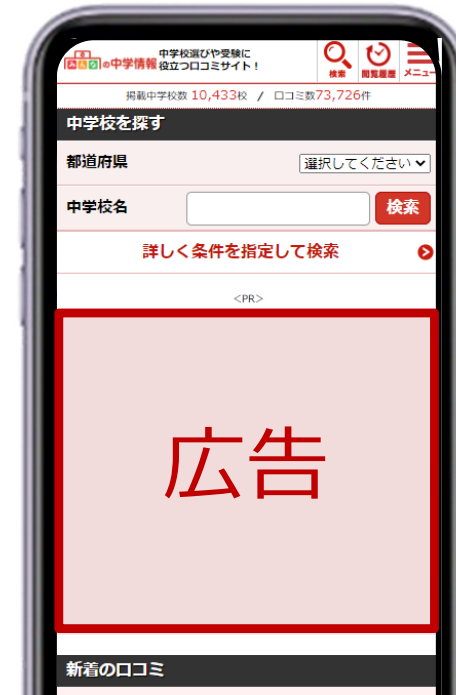 みんなの中学情報
中学校選びや受験に
役立つ口コミサイト！
検索
閲覧履歴
メニュー
掲載中学校数 10,433校 / 口コミ数73,726件
中学校を探す
都道府県
選択してください
中学校名
検索
詳しく条件を指定して検索
<PR>
広告
新着の口コミ